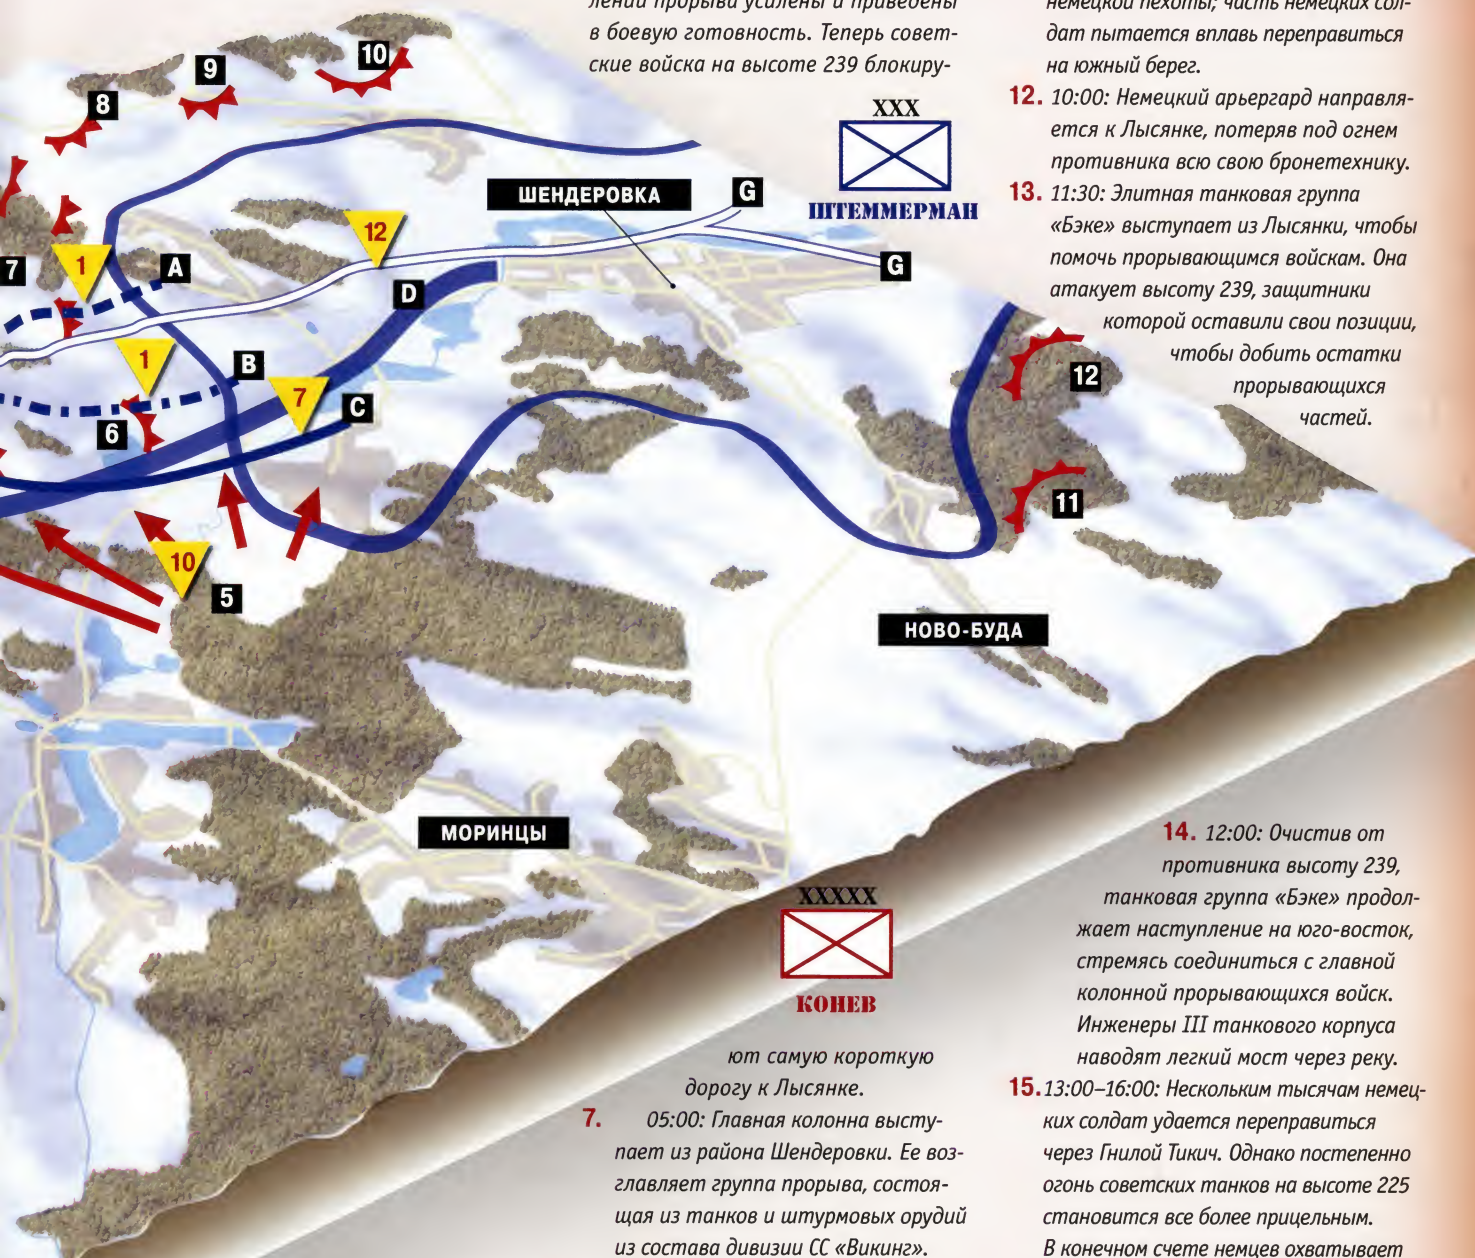 лении прорыва усилены и приведены
в боевую готовность. Теперь совет-
ские войска на высоте 239 блокиру-
немецкой пехоты; часть немецких сол-
дат пытается вплавь переправиться
на южный берег.
12. 10:00: Немецкий арьергард направля-
ется к Лысянке, потеряв под огнем
противника всю свою бронетехнику.
13. 11:30: Элитная танковая группа
«Бэке» выступает из Лысянки, чтобы
помочь прорывающимся войскам. Она
атакует высоту 239, защитники
которой оставили свои позиции,
чтобы добить остатки
прорывающихся
частей.
10
9
8
XXX
ШТЕММЕРМАН
ШЕНДЕРОВКА
G
12
7
1
A
G
D
1
B
7
C
12
6
11
10
5
НОВО-БУДА
МОРИНЦЫ
XXXXX
КОНЕВ
ют самую короткую
дорогу к Лысянке.
7. 05:00: Главная колонна высту-
пает из района Шендеровки. Ее воз-
главляет группа прорыва, состоя-
щая из танков и штурмовых орудий
из состава дивизии СС «Викинг».
14. 12:00: Очистив от
противника высоту 239,
танковая группа «Бэке» продол-
жает наступление на юго-восток,
стремясь соединиться с главной
колонной прорывающихся войск.
Инженеры III танкового корпуса
наводят легкий мост через реку.
15. 13:00–16:00: Нескольким тысячам немец-
ких солдат удается переправиться
через Гнилой Тикич. Однако постепенно
огонь советских танков на высоте 225
становится все более прицельным.
В конечном счете немцев охватывает